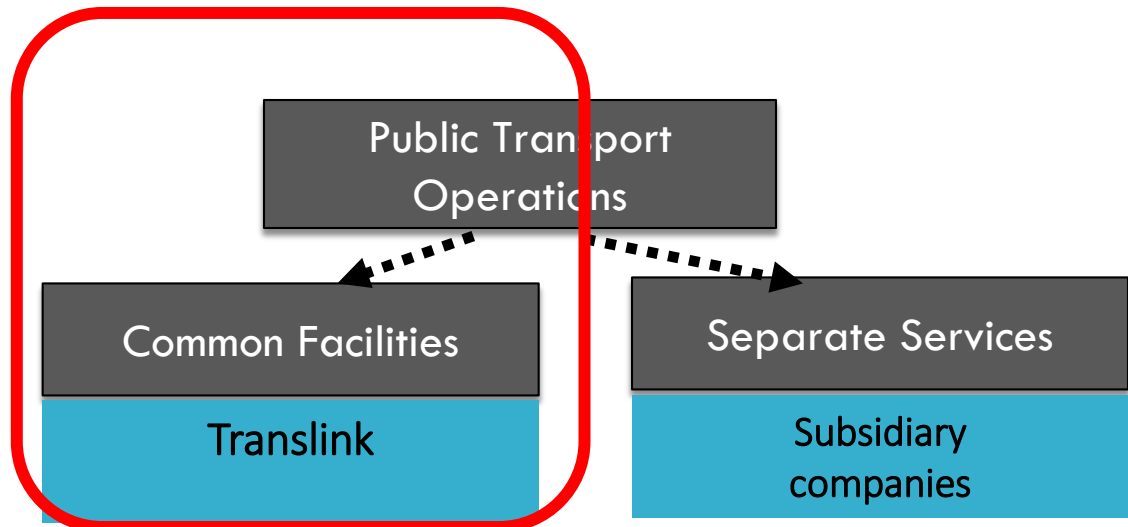 Public Transport
Operations
Common Facilities
Separate Services
Translink
Subsidiary
companies